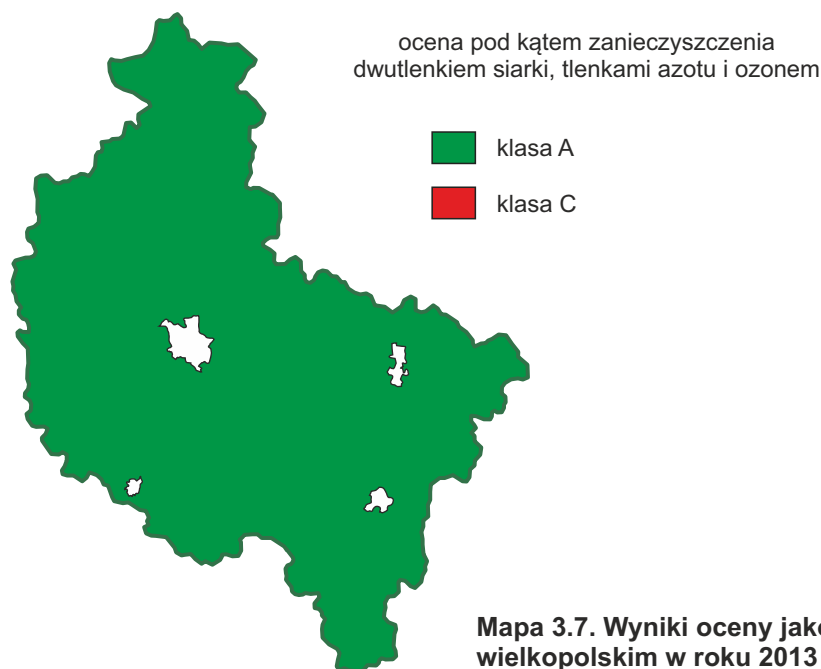 ocena pod kątem zanieczyszczenia
dwutlenkiem siarki, tlenkami azotu i ozonem
klasa A
klasa C
Mapa 3.7. Wyniki oceny
wielkopolskim w roku 2013